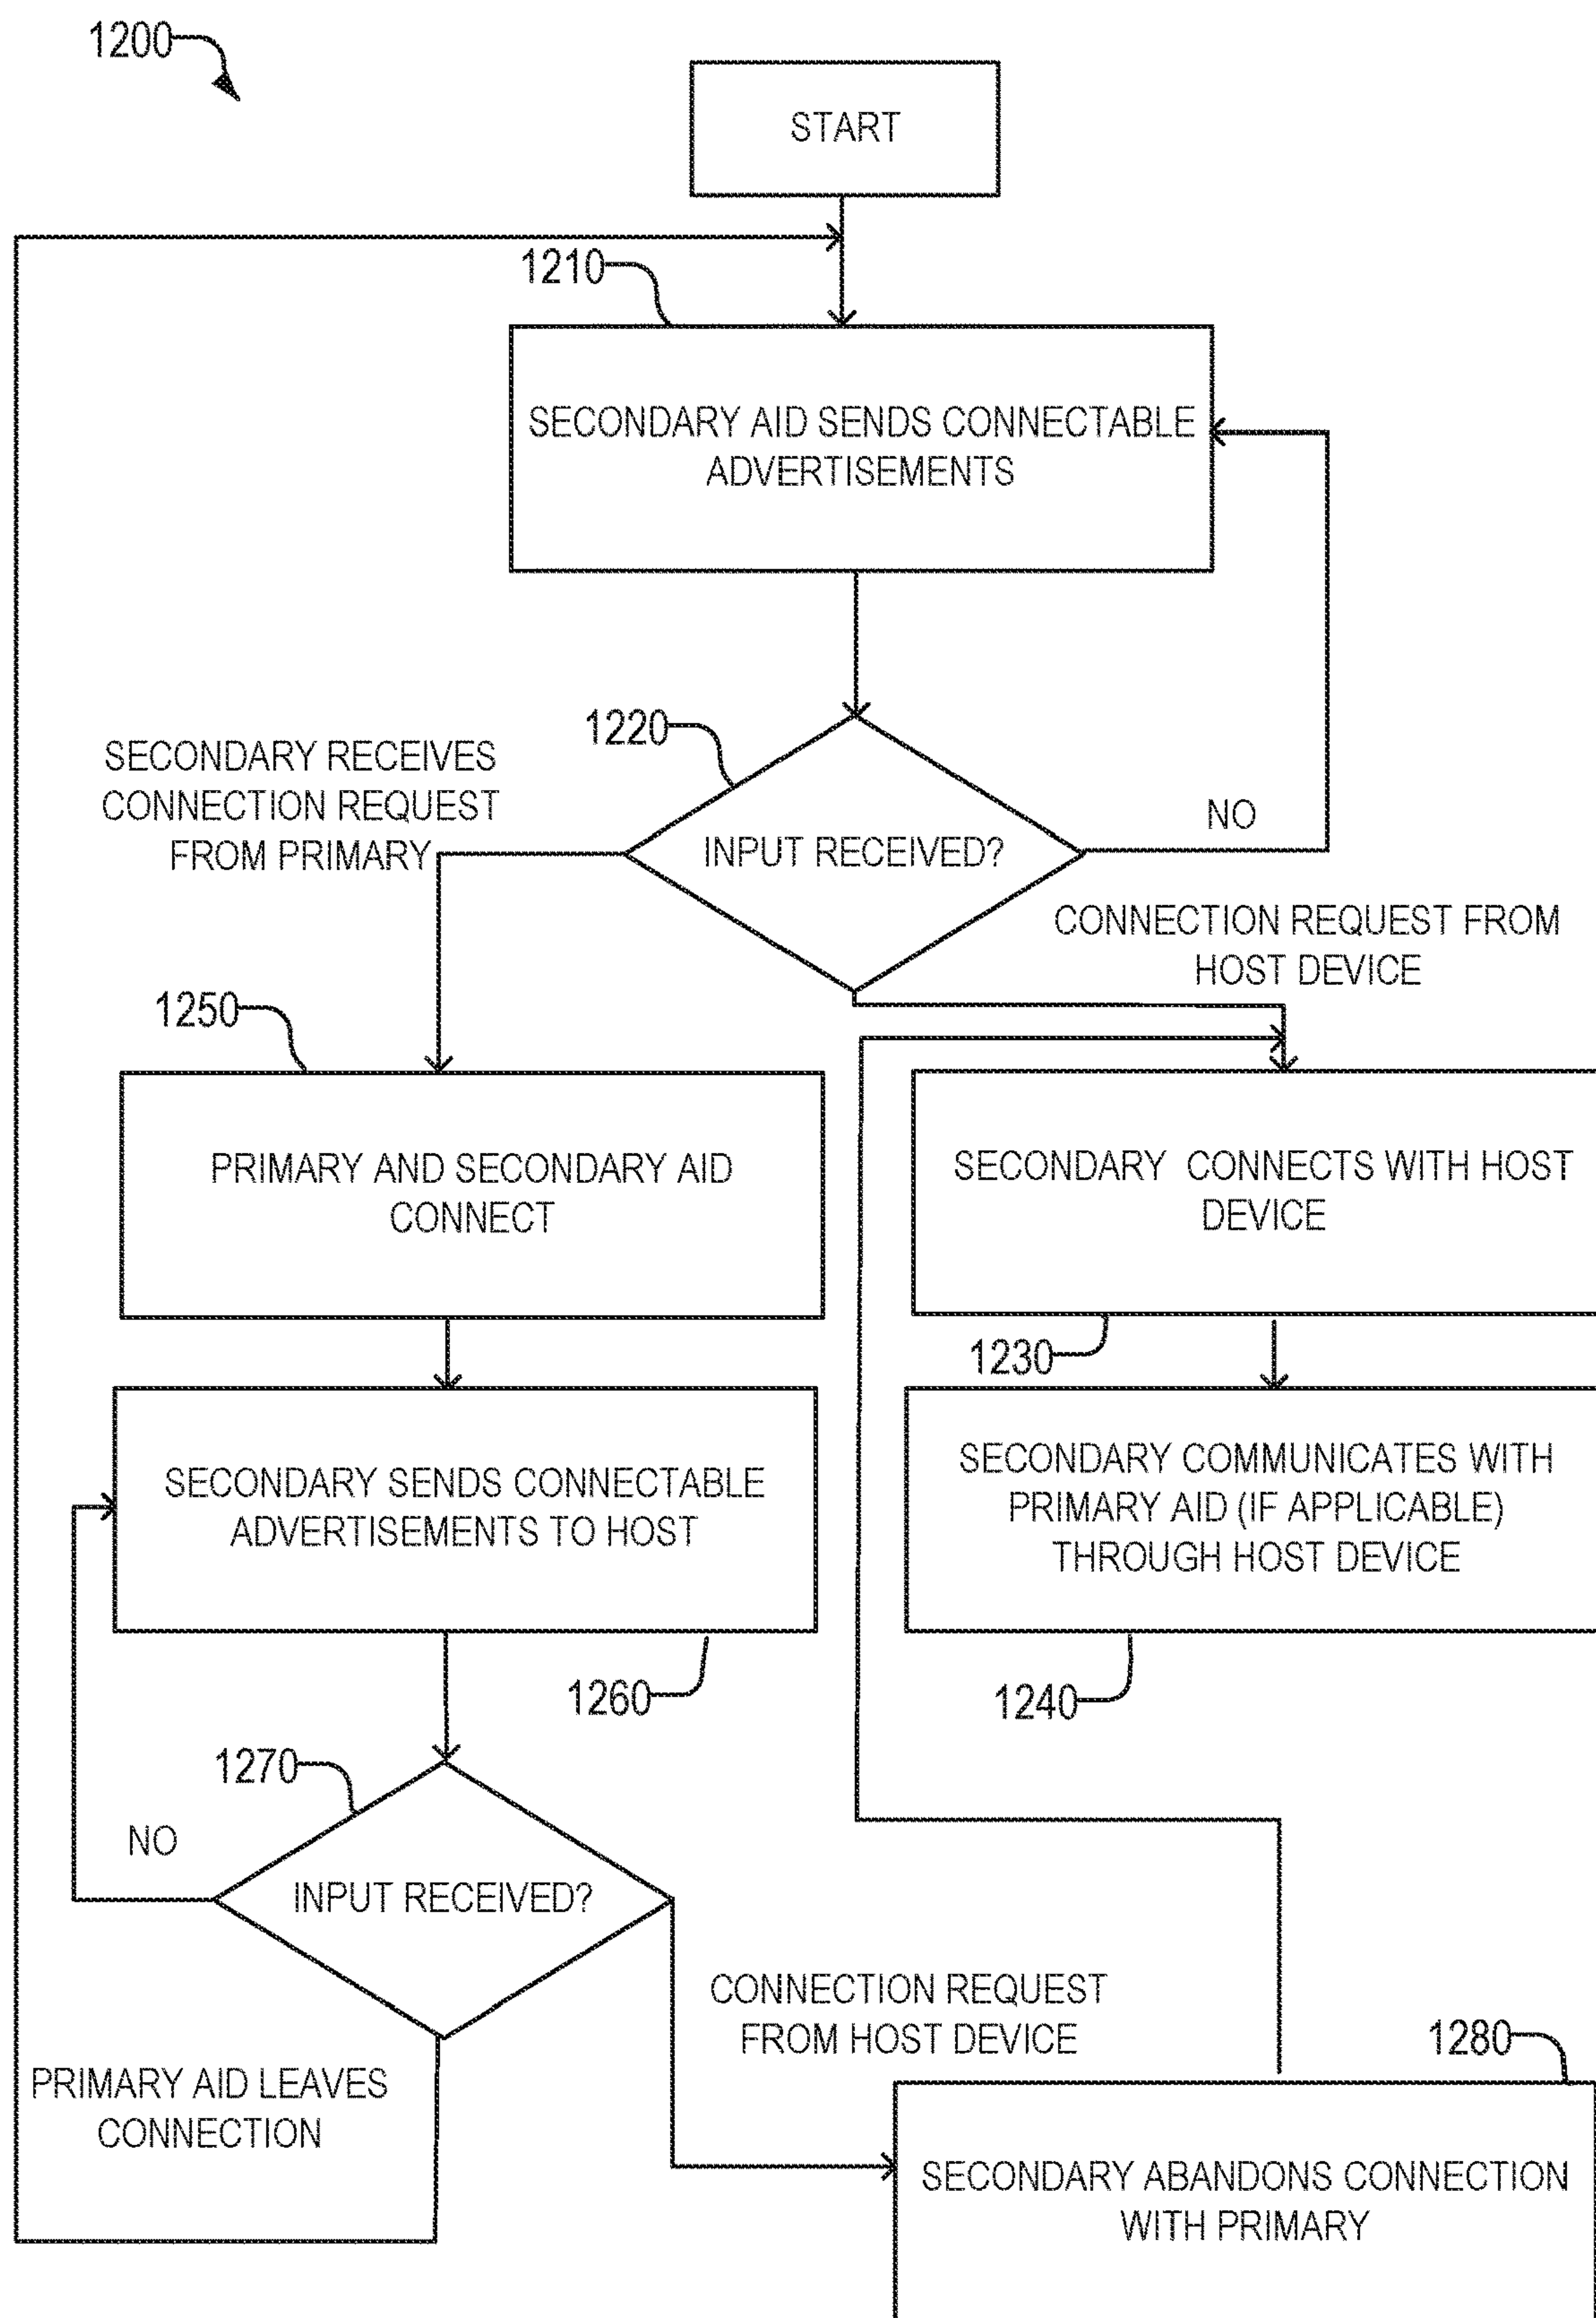 1200
START
1210
SECONDARY AID SENDS CONNECTABLE
ADVERTISEMENTS
1220
SECONDARY RECEIVES
CONNECTION REQUEST
FROM PRIMARY
INPUT RECEIVED?
NO
CONNECTION REQUEST FROM
HOST DEVICE
1250
PRIMARY AND SECONDARY AID
CONNECT
SECONDARY CONNECTS WITH HOST
DEVICE
1230
SECONDARY SENDS CONNECTABLE
ADVERTISEMENTS TO HOST
SECONDARY COMMUNICATES WITH
PRIMARY AID (IF APPLICABLE)
THROUGH HOST DEVICE
1260
1240
1270
NO
INPUT RECEIVED?
CONNECTION REQUEST
FROM HOST DEVICE
1280
PRIMARY AID LEAVES
CONNECTION
SECONDARY ABANDONS CONNECTION
WITH PRIMARY